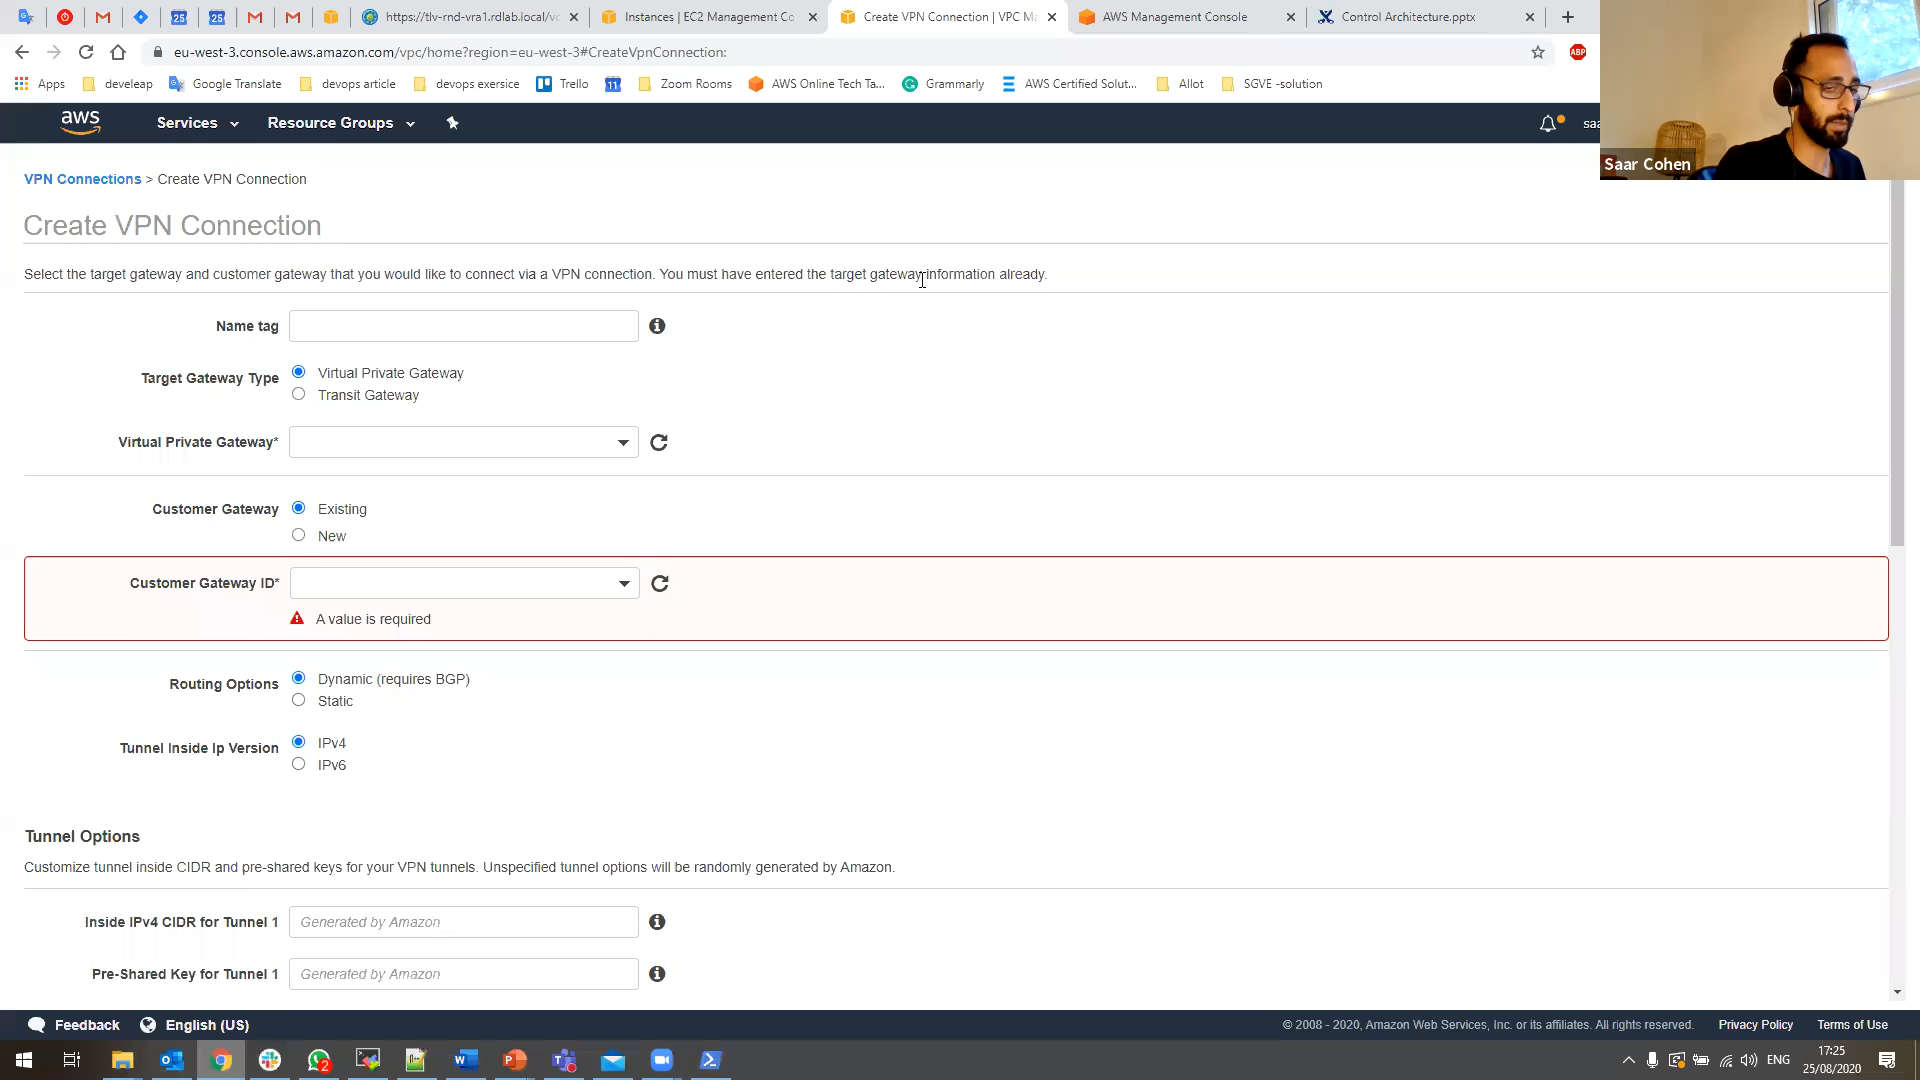 https://tlv-rnd-vra1.rdlab.local/vc
Instances | EC2 Management Co
Create VPN Connection | VPC Ma
AWS Management Console
Control Architecture.pptx
eu-west-3.console.aws.amazon.com/vpc/home?region=eu-west-3#CreateVpnConnection:
ABP
Apps
develeap
Google Translate
devops article
devops exersice
Trello
11
Zoom Rooms
AWS Online Tech Ta...
Grammarly
AWS Certified Solut...
Allot
SGVE -solution
aws
Services
Resource Groups
saa
Saar Cohen
VPN Connections > Create VPN Connection
Create VPN Connection
Select the target gateway and customer gateway that you would like to connect via a VPN connection. You must have entered the target gateway information already.
Name tag
Target Gateway Type
Virtual Private Gateway
Transit Gateway
Virtual Private Gateway*
Customer Gateway
Existing
New
Customer Gateway ID*
A value is required
Routing Options
Dynamic (requires BGP)
Static
Tunnel Inside Ip Version
IPv4
IPv6
Tunnel Options
Customize tunnel inside CIDR and pre-shared keys for your VPN tunnels. Unspecified tunnel options will be randomly generated by Amazon.
Inside IPv4 CIDR for Tunnel 1
Generated by Amazon
Pre-Shared Key for Tunnel 1
Generated by Amazon
Feedback
English (US)
© 2008 - 2020, Amazon Web Services, Inc. or its affiliates. All rights reserved.
Privacy Policy
Terms of Use
2
ENG
17:25
25/08/2020